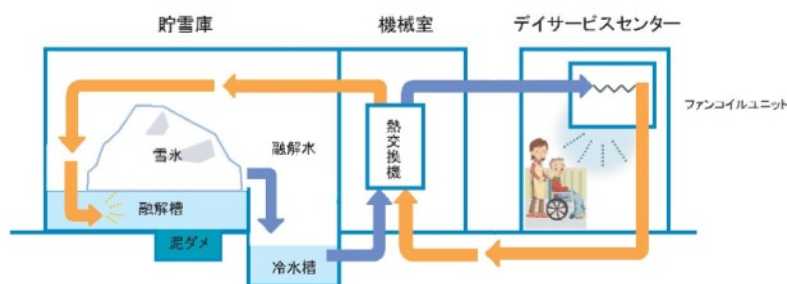 貯雪庫
機械室
デイサービスセンター
ファンコイルユニット
雪氷
融解水
熱交換機
融解槽
泥ダメ
冷水槽